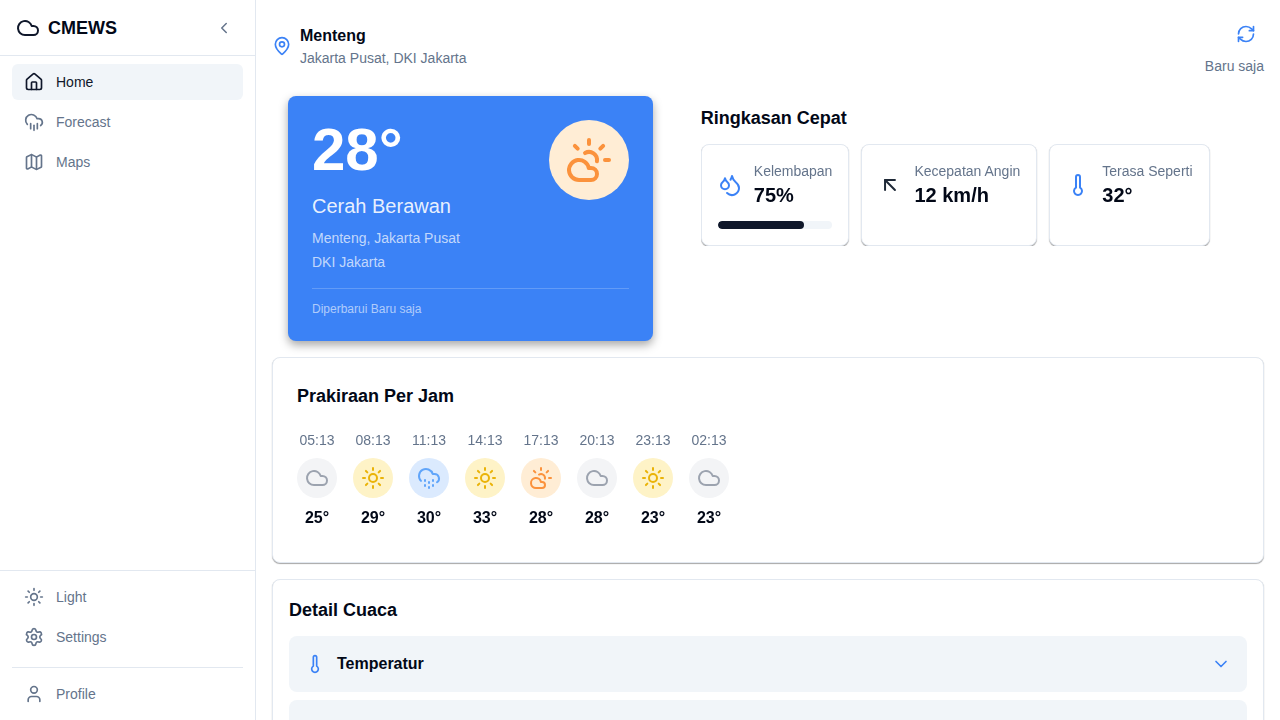 CMEWS
Home
Forecast
Maps
Light
Settings
Profile
Menteng
Jakarta Pusat, DKI Jakarta
Baru saja
28°
Cerah Berawan
Menteng, Jakarta Pusat
DKI Jakarta
Diperbarui Baru saja
Ringkasan Cepat
Kelembapan
75%
Kecepatan Angin
12 km/h
Terasa Seperti
32°
Prakiraan Per Jam
05:13 08:13 11:13 14:13 17:13 20:13 23:13 02:13
25° 29° 30° 33° 28° 28° 23° 23°
Detail Cuaca
Temperatur